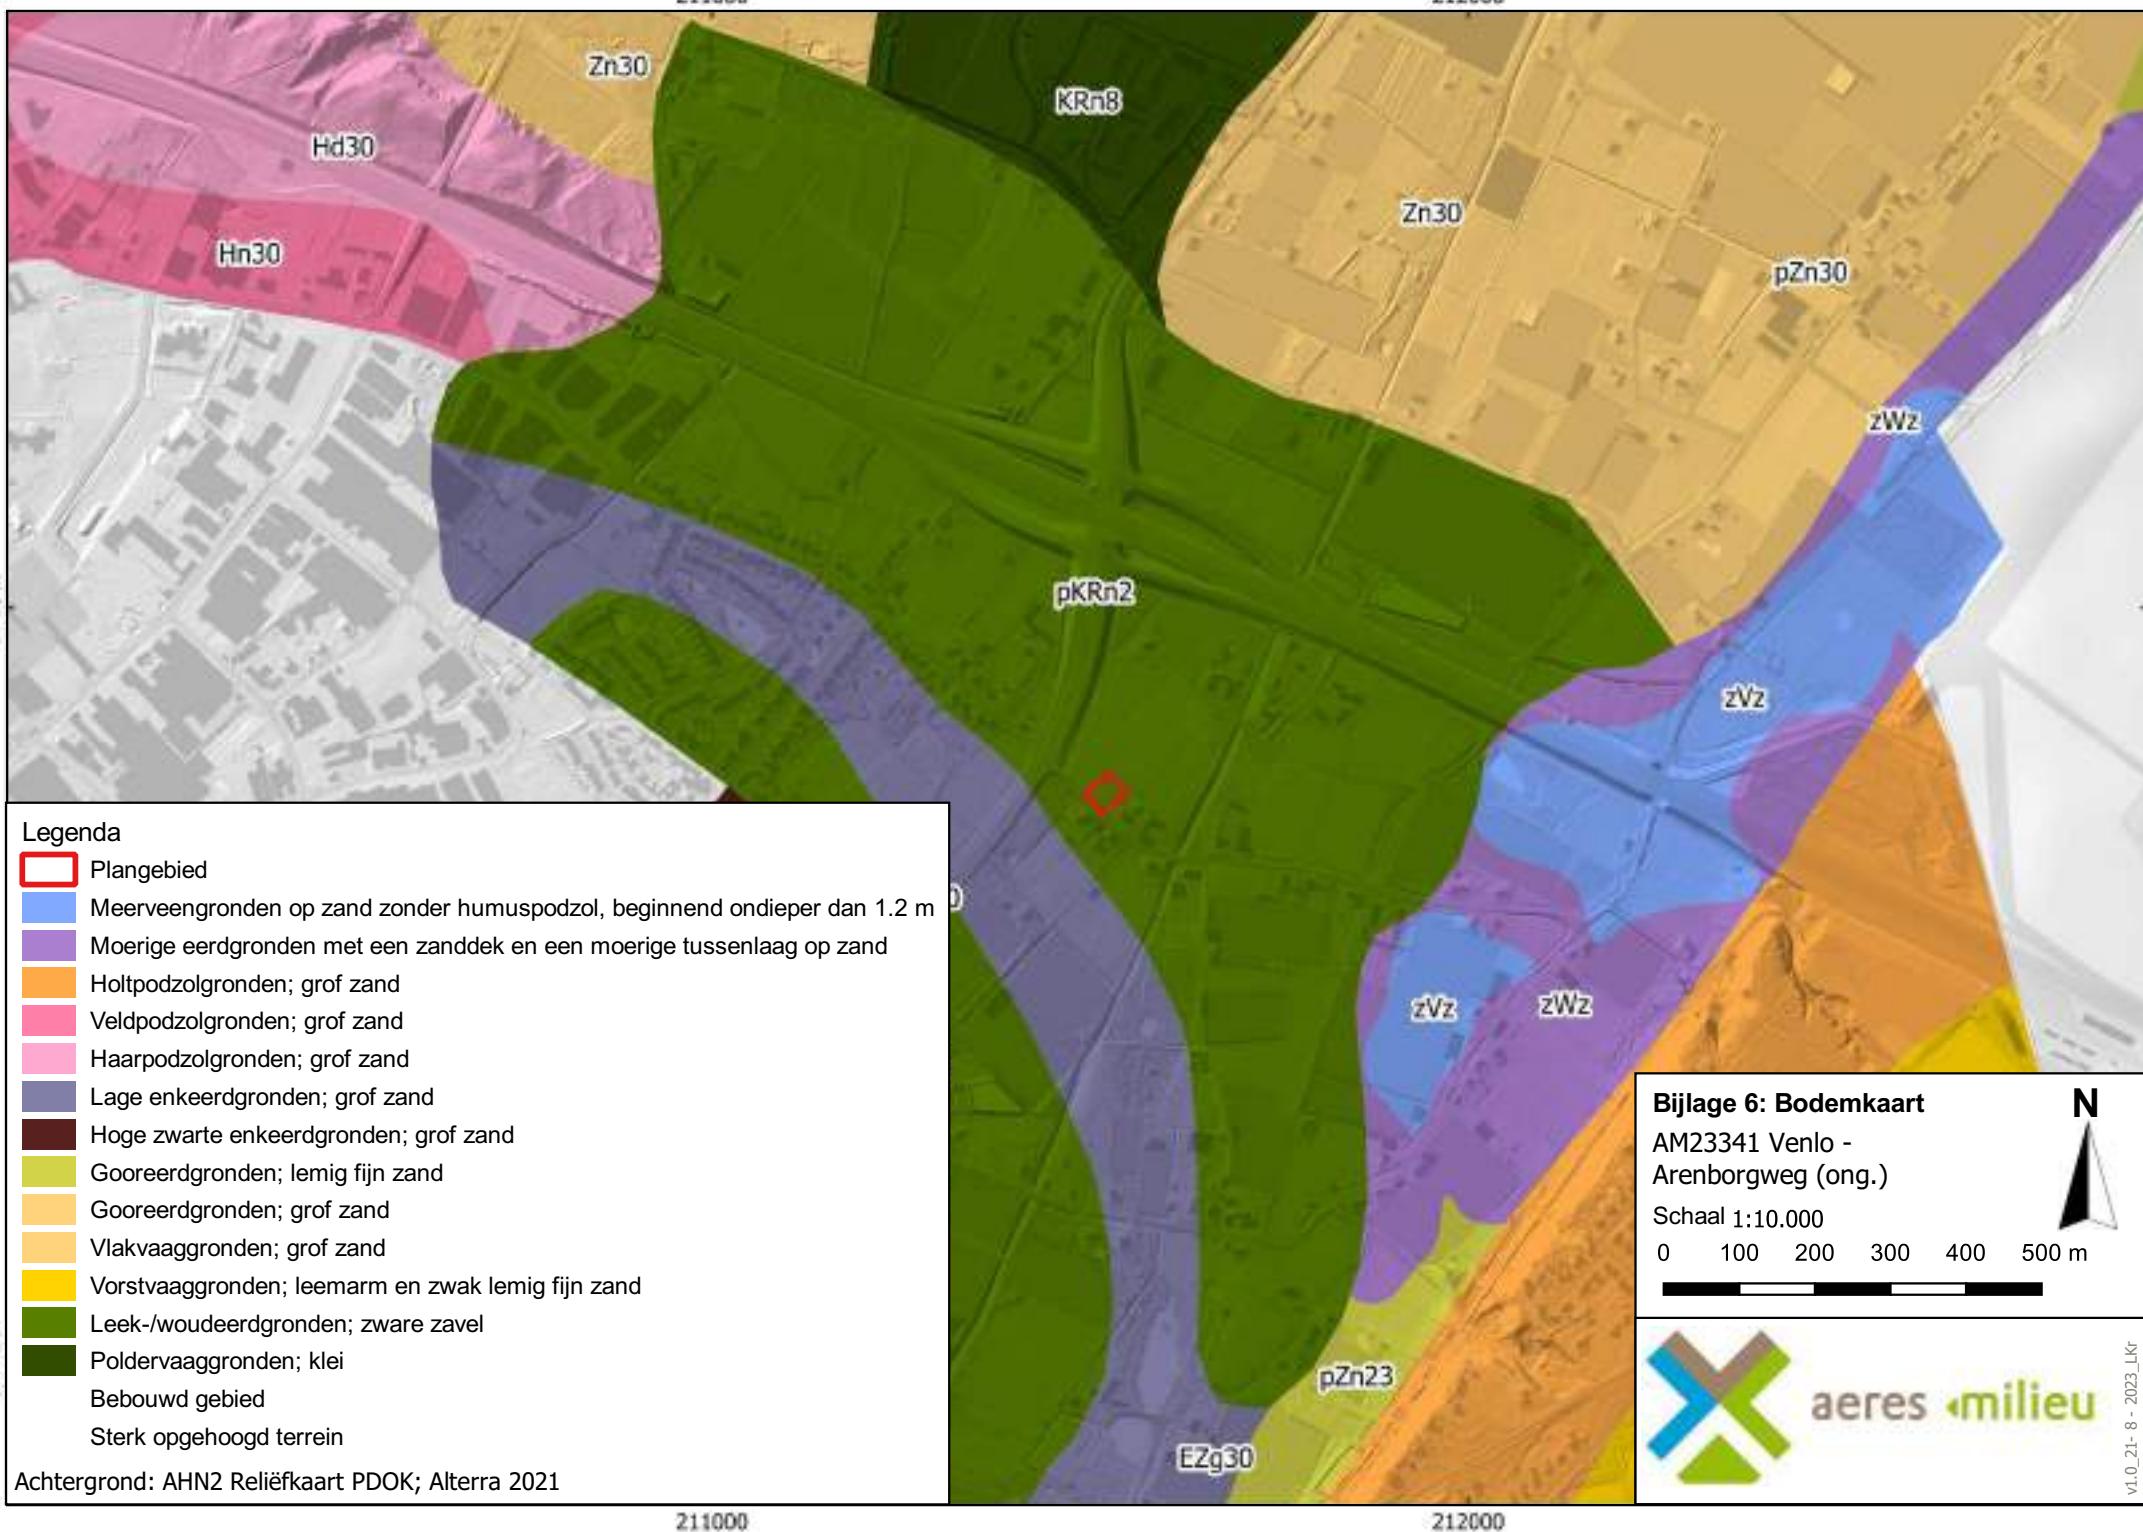 Zn30
KRn8
Hd30
Zn30
Hn30
pZn30
zWz
pKRn2
zVz
zVz
zWz
pZn23
EZg30
Legenda
Plangebied
Meerveengronden op zand zonder humuspodzol, beginnend ondieper dan 1.2 m
Moerige eerdgronden met een zanddek en een moerige tussenlaag op zand
Holtpodzolgronden; grof zand
Veldpodzolgronden; grof zand
Haarpodzolgronden; grof zand
Lage enkeerdgronden; grof zand
Hoge zwarte enkeerdgronden; grof zand
Gooreerdgronden; lemig fijn zand
Gooreerdgronden; grof zand
Vlakvaaggronden; grof zand
Vorstvaaggronden; leemarm en zwak lemig fijn zand
Leek-/woudeerdgronden; zware zavel
Poldervaaggronden; klei
Bebouwd gebied
Sterk opgehoogd terrein
Achtergrond: AHN2 Reliëfkaart PDOK; Alterra 2021
Bijlage 6: Bodemkaart
N
AM23341 Venlo -
Arenborgweg (ong.)
Schaal 1:10.000
0 100 200 300 400 500 m
aeres milieu
v1.0_21- 8 - 2023_LKr
211000 212000